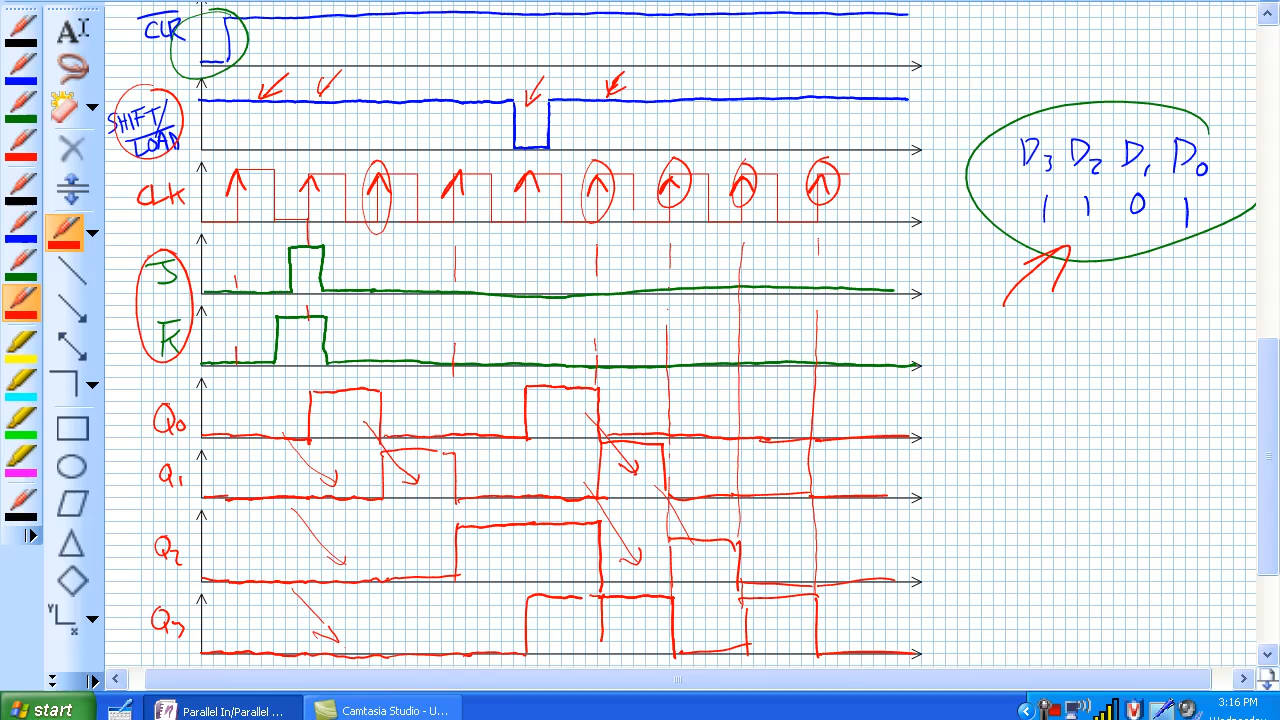 CLR
SHIFT/
LOAD
CLK
J
K
Q0
Q1
Q2
Q3
D3 D2 D1 D0
1 1 0 1
start
Parallel In/Parallel ...
Camtasia Studio - U...
3:16 PM